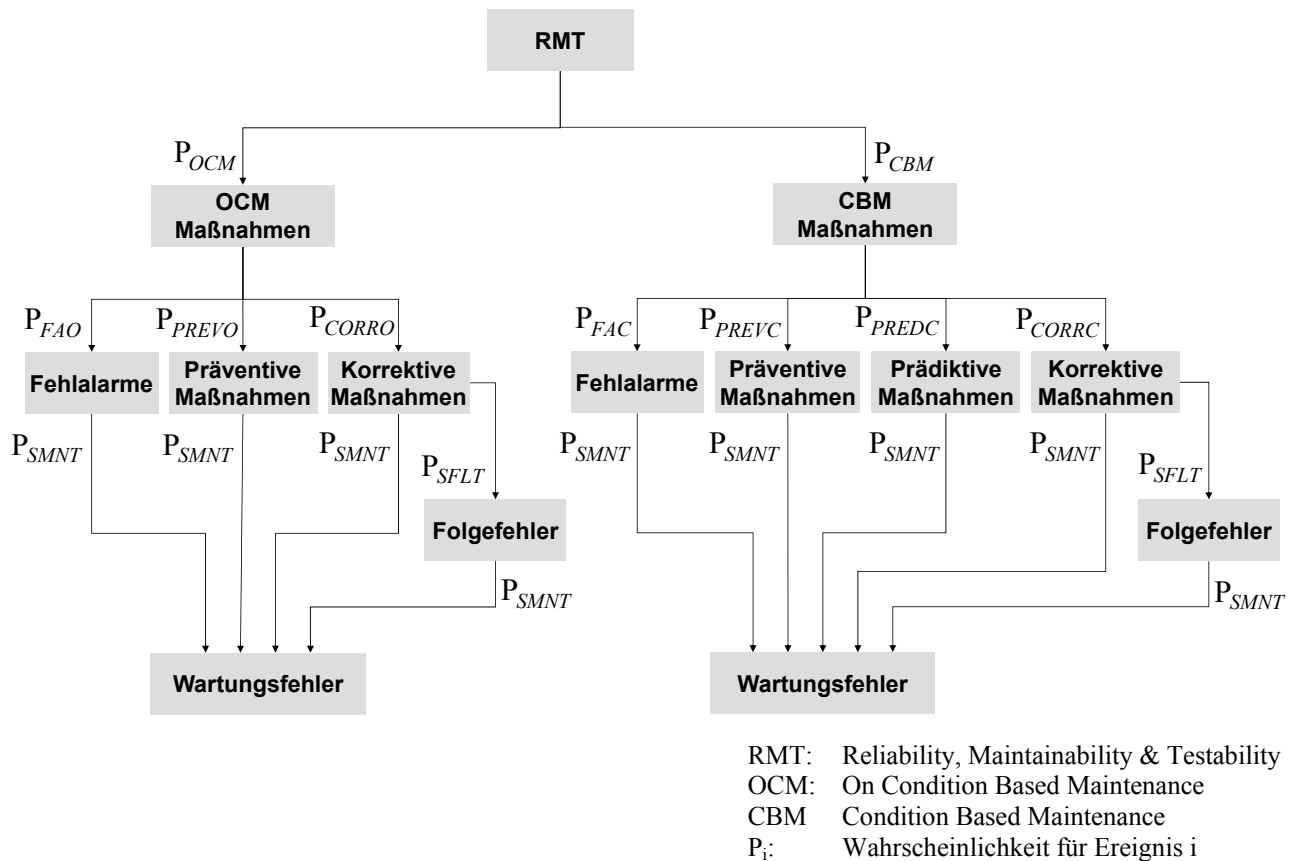 RMT
P_OCM
P_CBM
OCM
Maßnahmen
CBM
Maßnahmen
P_FAO
P_PREVO
P_CORRO
P_FAC
P_PREVC
P_PREDC
P_CORRC
Fehlalarme
Präventive
Maßnahmen
Korrektive
Maßnahmen
Fehlalarme
Präventive
Maßnahmen
Prädiktive
Maßnahmen
Korrektive
Maßnahmen
P_SMNT
P_SMNT
P_SMNT
P_SFLT
P_SMNT
P_SMNT
P_SMNT
P_SMNT
P_SFLT
Folgefehler
Folgefehler
P_SMNT
P_SMNT
Wartungsfehler
Wartungsfehler
RMT: Reliability, Maintainability & Testability
OCM: On Condition Based Maintenance
CBM Condition Based Maintenance
P_i: Wahrscheinlichkeit für Ereignis i